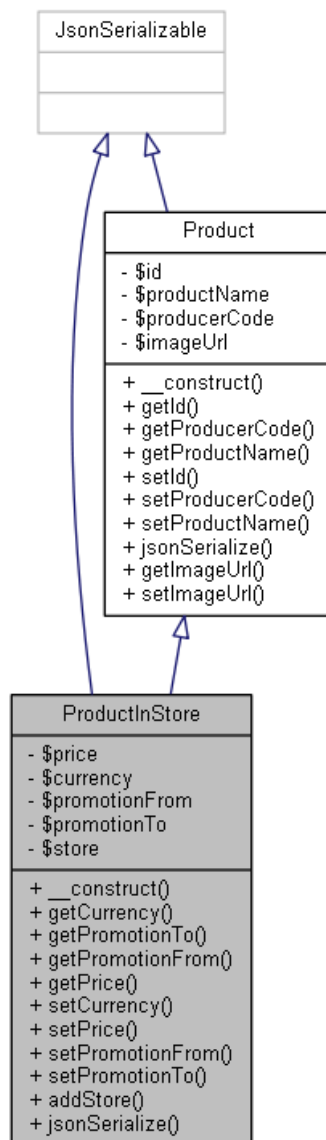 JsonSerializable
Product
- $id
- $productName
- $producerCode
- $imageUrl
+ __construct()
+ getId()
+ getProducerCode()
+ getProductName()
+ setId()
+ setProducerCode()
+ setProductName()
+ jsonSerialize()
+ getImageUrl()
+ setImageUrl()
ProductInStore
- $price
- $currency
- $promotionFrom
- $promotionTo
- $store
+ __construct()
+ getCurrency()
+ getPromotionTo()
+ getPromotionFrom()
+ getPrice()
+ setCurrency()
+ setPrice()
+ setPromotionFrom()
+ setPromotionTo()
+ addStore()
+ jsonSerialize()